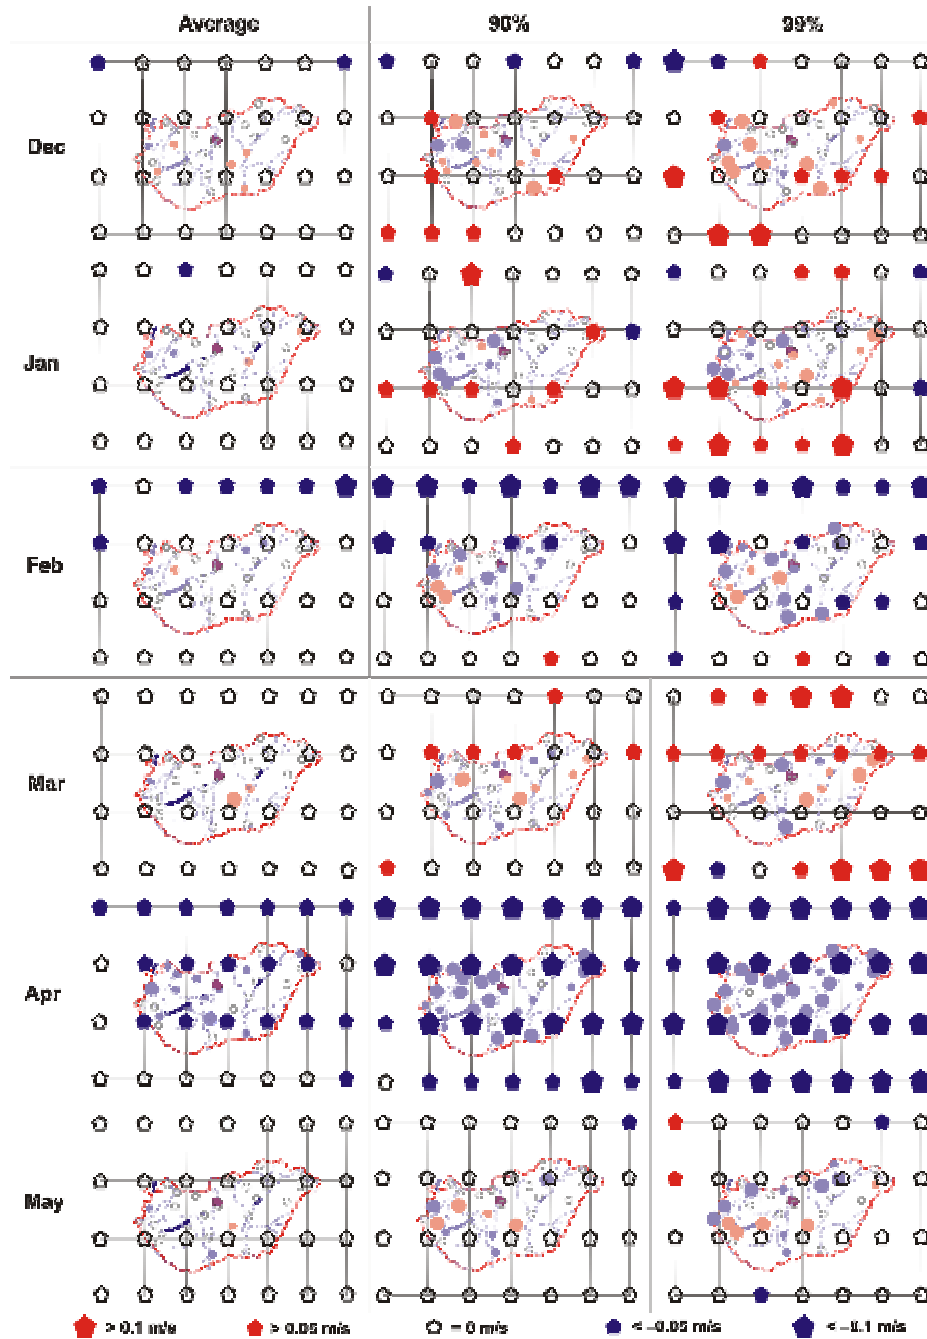 Average 90% 99%
Dec
Jan
Feb
Mar
Apr
May
> 0.1 m/s > 0.05 m/s = 0 m/s < −0.05 m/s < −0.1 m/s